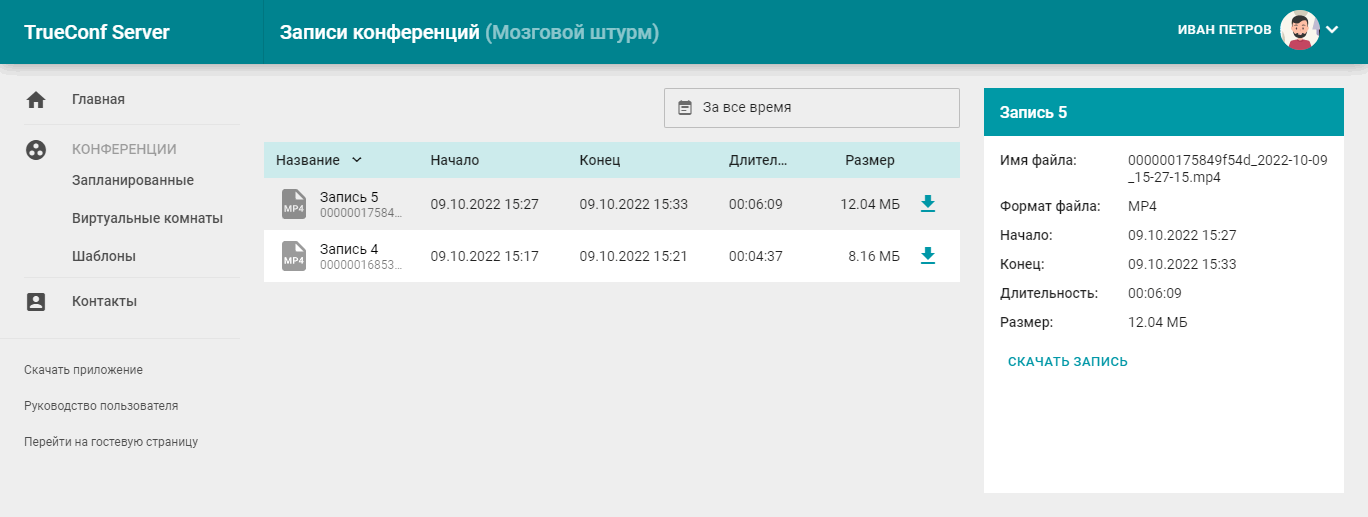 TrueConf Server
Записи конференций (Мозговой штурм)
ИВАН ПЕТРОВ
Главная
КОНФЕРЕНЦИИ
Запланированные
Виртуальные комнаты
Шаблоны
Контакты
Скачать приложение
Руководство пользователя
Перейти на гостевую страницу
За все время
Название Начало Конец Длител... Размер
MP4 Запись 5 09.10.2022 15:27 09.10.2022 15:33 00:06:09 12.04 МБ
00000017584...
MP4 Запись 4 09.10.2022 15:17 09.10.2022 15:21 00:04:37 8.16 МБ
00000016853...
Запись 5
Имя файла: 000000175849f54d_2022-10-09
_15-27-15.mp4
Формат файла: MP4
Начало: 09.10.2022 15:27
Конец: 09.10.2022 15:33
Длительность: 00:06:09
Размер: 12.04 МБ
СКАЧАТЬ ЗАПИСЬ